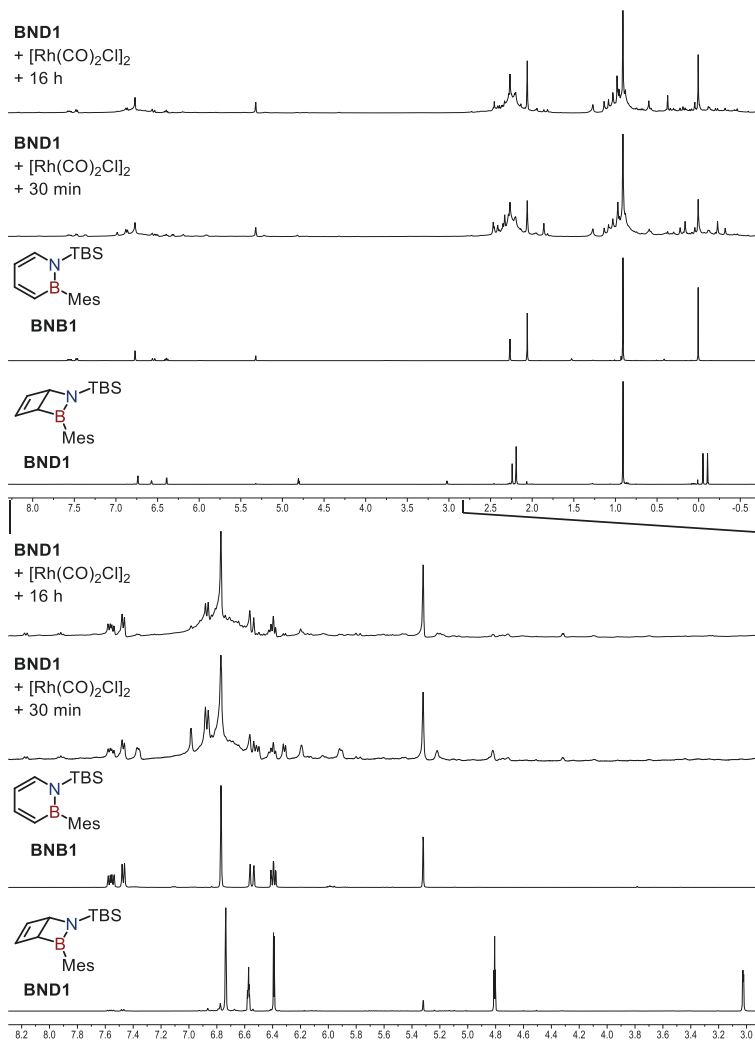 BND1
+ [Rh(CO)2Cl]2
+ 16 h
BND1
+ [Rh(CO)2Cl]2
+ 30 min
N TBS
B Mes
BNB1
N TBS
B
Mes
BND1
8.0 7.5 7.0 6.5 6.0 5.5 5.0 4.5 4.0 3.5 3.0 2.5 2.0 1.5 1.0 0.5 0.0 -0.5
BND1
+ [Rh(CO)2Cl]2
+ 16 h
BND1
+ [Rh(CO)2Cl]2
+ 30 min
N TBS
B Mes
BNB1
N TBS
B
Mes
BND1
8.2 8.0 7.8 7.6 7.4 7.2 7.0 6.8 6.6 6.4 6.2 6.0 5.8 5.6 5.4 5.2 5.0 4.8 4.6 4.4 4.2 4.0 3.8 3.6 3.4 3.2 3.0